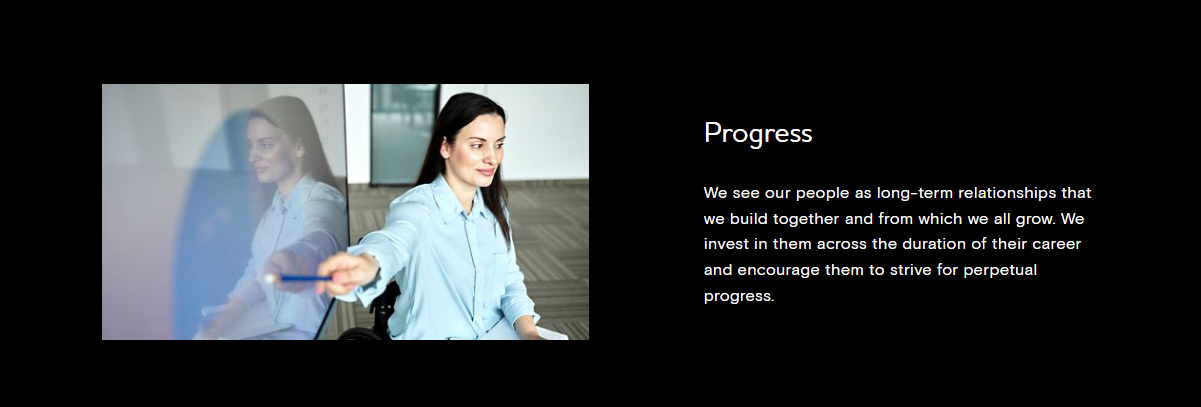 Progress
We see our people as long-term relationships that
we build together and from which we all grow. We
invest in them across the duration of their career
and encourage them to strive for perpetual
progress.